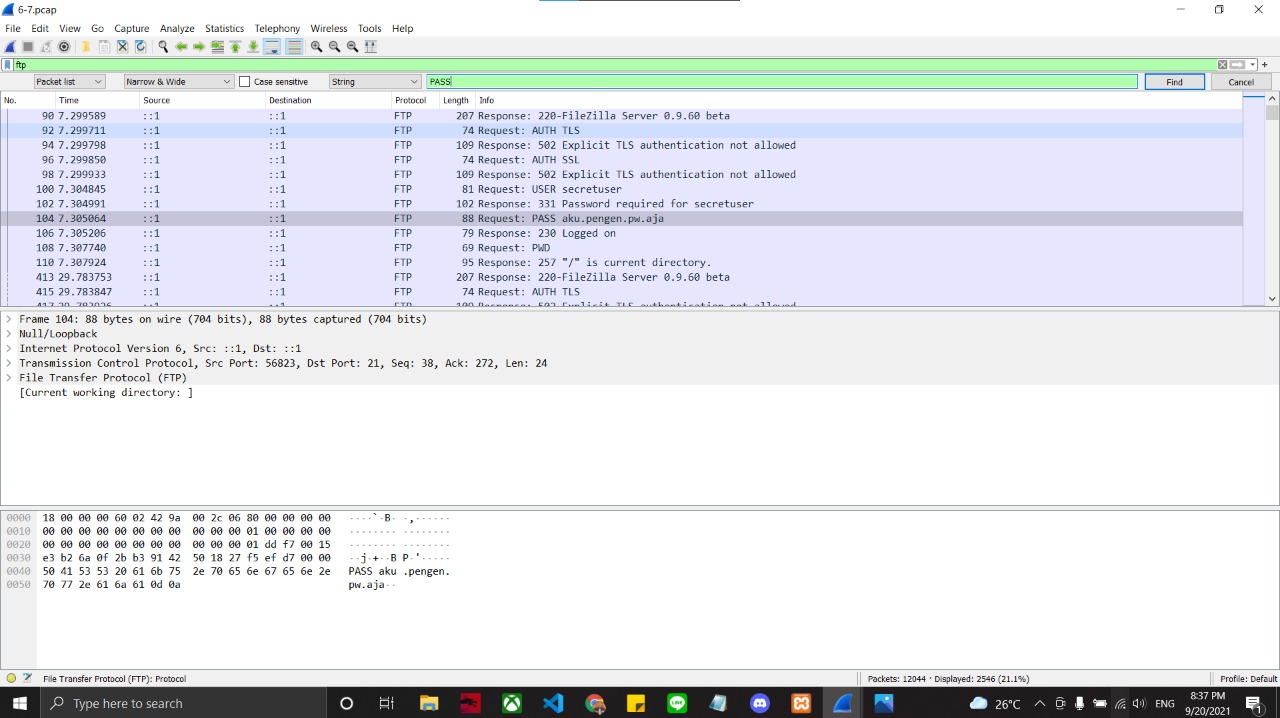 6-7.pcap
File Edit View Go Capture Analyze Statistics Telephony Wireless Tools Help
ftp
Packet list Narrow & Wide Case sensitive String PASS Find Cancel
No. Time Source Destination Protocol Length Info
90 7.299589 ::1 ::1 FTP 207 Response: 220-FileZilla Server 0.9.60 beta
92 7.299711 ::1 ::1 FTP 74 Request: AUTH TLS
94 7.299798 ::1 ::1 FTP 109 Response: 502 Explicit TLS authentication not allowed
96 7.299850 ::1 ::1 FTP 74 Request: AUTH SSL
98 7.299933 ::1 ::1 FTP 109 Response: 502 Explicit TLS authentication not allowed
100 7.304845 ::1 ::1 FTP 81 Request: USER secretuser
102 7.304991 ::1 ::1 FTP 102 Response: 331 Password required for secretuser
104 7.305064 ::1 ::1 FTP 88 Request: PASS aku.pengen.pw.aja
106 7.305206 ::1 ::1 FTP 79 Response: 230 Logged on
108 7.307740 ::1 ::1 FTP 69 Request: PWD
110 7.307924 ::1 ::1 FTP 95 Response: 257 "/" is current directory.
413 29.783753 ::1 ::1 FTP 207 Response: 220-FileZilla Server 0.9.60 beta
415 29.783847 ::1 ::1 FTP 74 Request: AUTH TLS
417 29.783926 ::1 ::1 FTP 109 Response: 502 Explicit TLS authentication not allowed
Frame 104: 88 bytes on wire (704 bits), 88 bytes captured (704 bits)
Null/Loopback
Internet Protocol Version 6, Src: ::1, Dst: ::1
Transmission Control Protocol, Src Port: 56823, Dst Port: 21, Seq: 38, Ack: 272, Len: 24
File Transfer Protocol (FTP)
[Current working directory: ]
0000 18 00 00 00 60 02 42 9a 00 2c 06 80 00 00 00 00 ····`·B· ·,······
0010 00 00 00 00 00 00 00 00 00 00 00 01 00 00 00 00 ········ ········
0020 00 00 00 00 00 00 00 00 00 00 00 01 dd f7 00 15 ········ ········
0030 e3 b2 6a 0f 2b b3 91 42 50 18 27 f5 ef d7 00 00 ··j·+··B P·'·····
0040 50 41 53 53 20 61 6b 75 2e 70 65 6e 67 65 6e 2e PASS aku .pengen.
0050 70 77 2e 61 6a 61 0d 0a pw.aja··
File Transfer Protocol (FTP): Protocol Packets: 12044 · Displayed: 2546 (21.1%) Profile: Default
Type here to search 26°C ENG 8:37 PM
9/20/2021